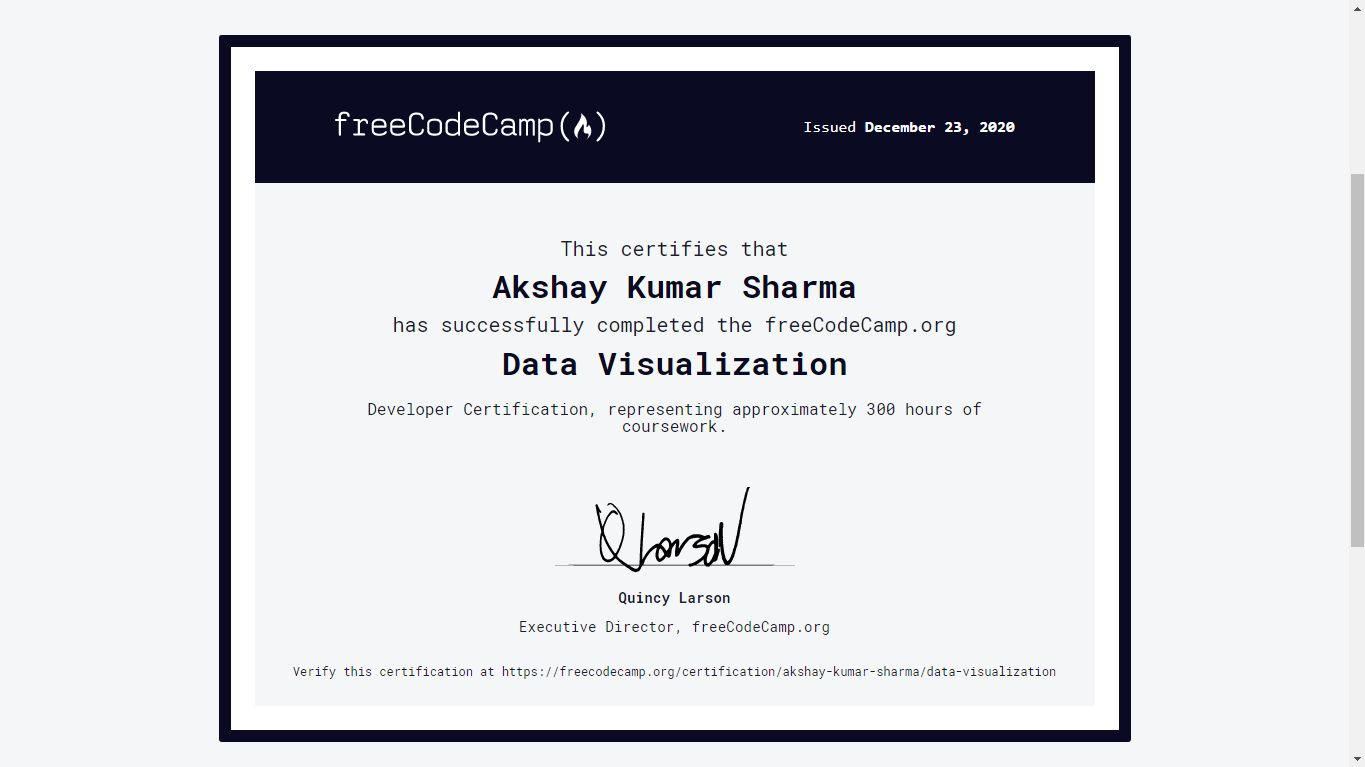 freeCodeCamp(🔥)
Issued December 23, 2020
This certifies that
Akshay Kumar Sharma
has successfully completed the freeCodeCamp.org
Data Visualization
Developer Certification, representing approximately 300 hours of
coursework.
Q Larson
Quincy Larson
Executive Director, freeCodeCamp.org
Verify this certification at https://freecodecamp.org/certification/akshay-kumar-sharma/data-visualization